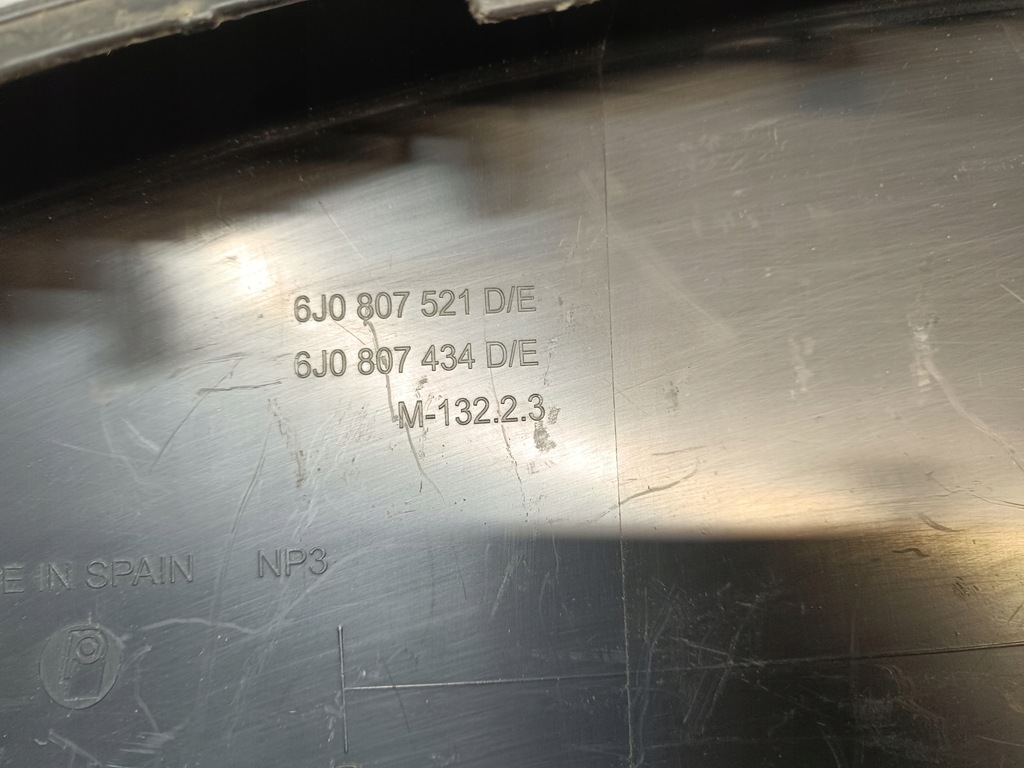 6J0 807 521 D/E
6J0 807 434 D/E
M-132.2.3
IN SPAIN NP3